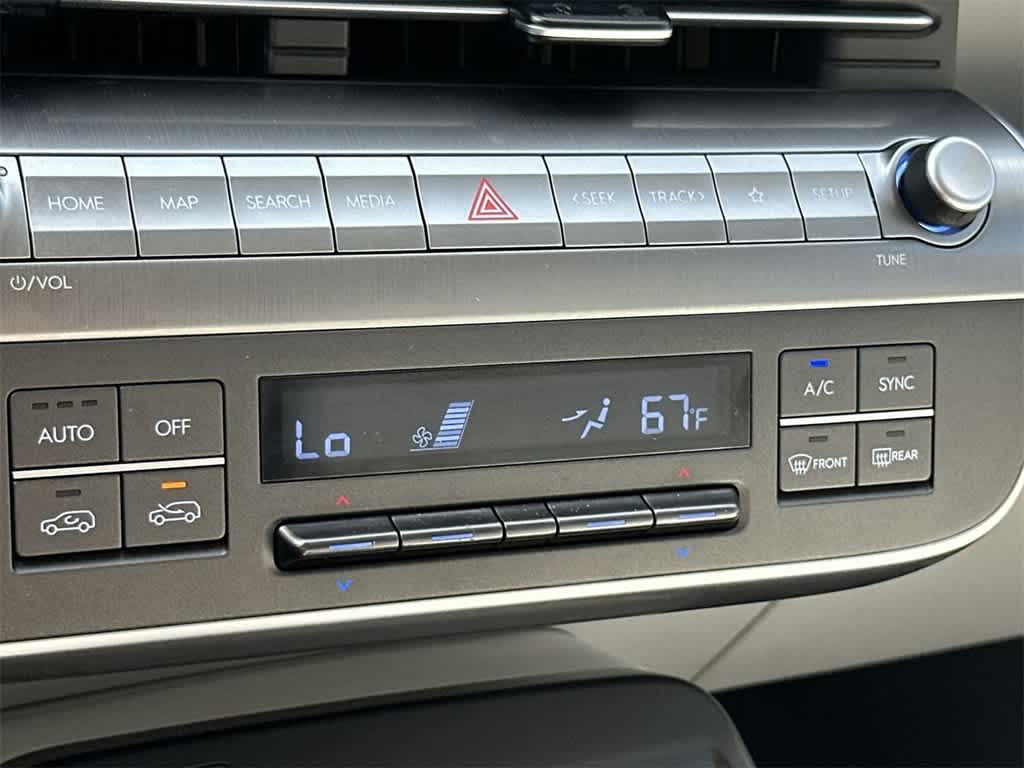 HOME MAP SEARCH MEDIA <SEEK TRACK> SETUP
/VOL
TUNE
AUTO OFF
Lo 67°F
A/C SYNC
FRONT REAR